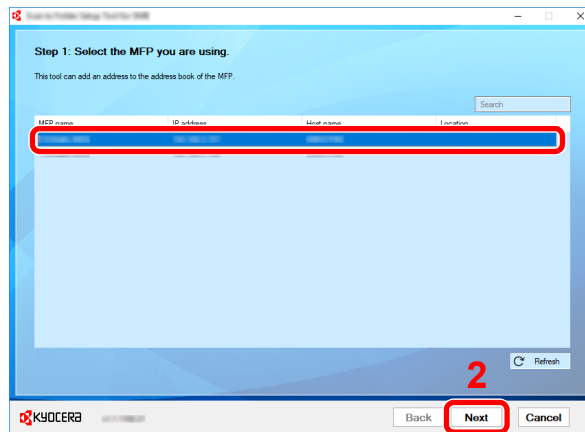 Step 1: Select the MFP you are using.
This tool can add an address to the address book of the MFP.
Search
MFP name IP address Host name Location
Refresh
2
KYOCERA
Back Next Cancel